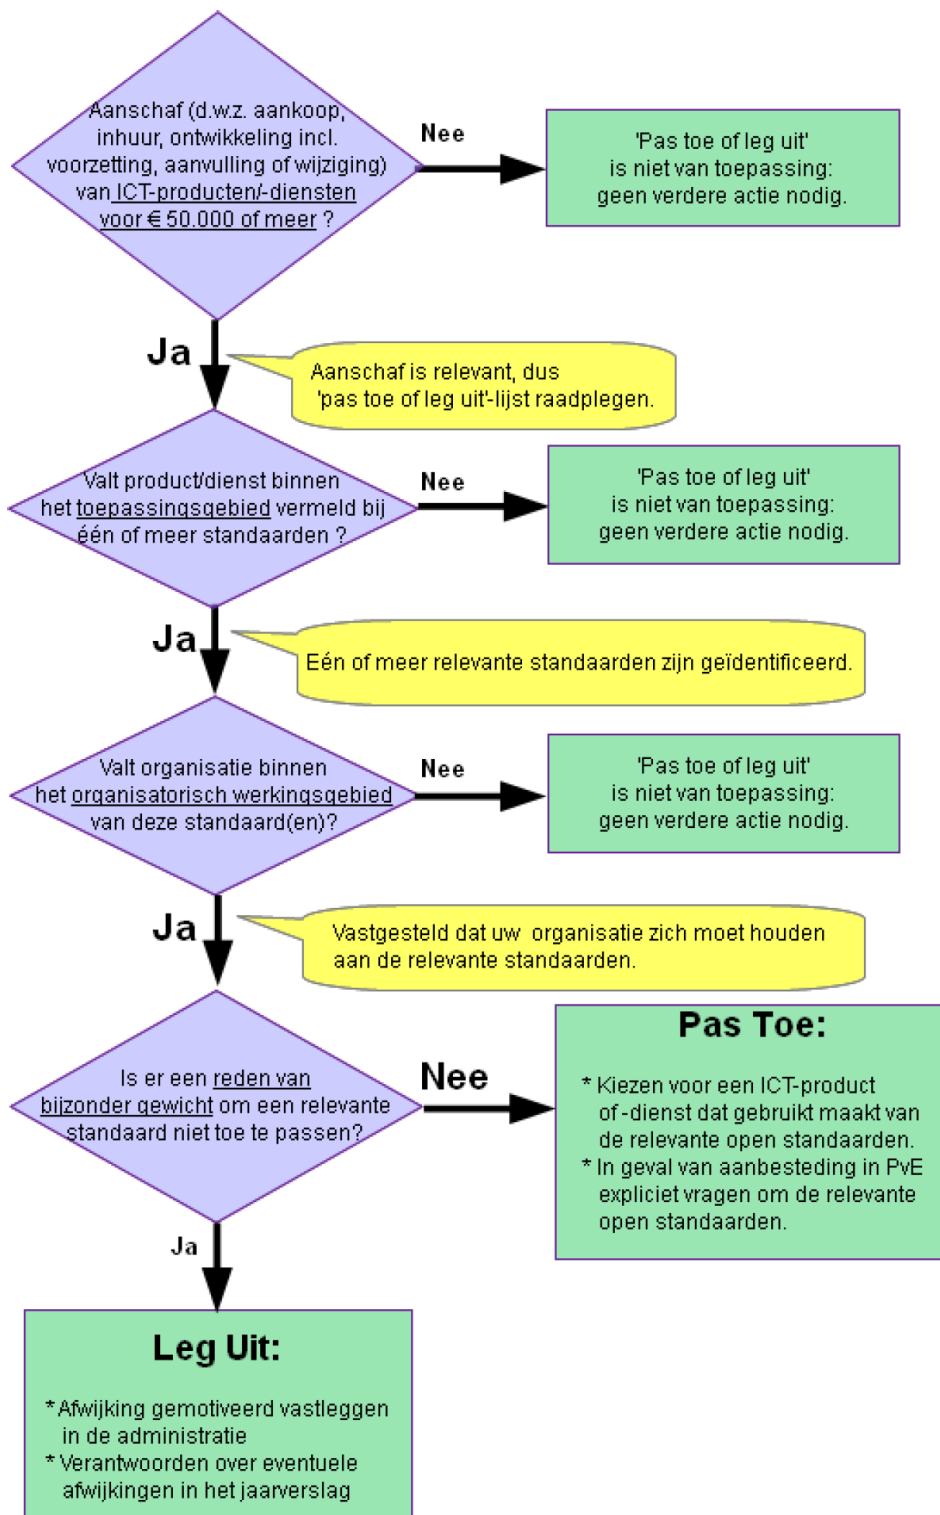 Aanschaf (d.w.z. aankoop,
inhuur, ontwikkeling incl.
voorzetting, aanvulling of wijziging)
van ICT-producten/-diensten
voor € 50.000 of meer ?
Nee
'Pas toe of leg uit'
is niet van toepassing:
geen verdere actie nodig.
Ja
Aanschaf is relevant, dus
'pas toe of leg uit'-lijst raadplegen.
Valt product/dienst binnen
het toepassingsgebied vermeld bij
één of meer standaarden ?
Nee
'Pas toe of leg uit'
is niet van toepassing:
geen verdere actie nodig.
Ja
Eén of meer relevante standaarden zijn geïdentificeerd.
Valt organisatie binnen
het organisatorisch werkingsgebied
van deze standaard(en)?
Nee
'Pas toe of leg uit'
is niet van toepassing:
geen verdere actie nodig.
Ja
Vastgesteld dat uw organisatie zich moet houden
aan de relevante standaarden.
Is er een reden van
bijzonder gewicht om een relevante
standaard niet toe te passen?
Nee
Pas Toe:
* Kiezen voor een ICT-product
of -dienst dat gebruikt maakt van
de relevante open standaarden.
* In geval van aanbesteding in PvE
expliciet vragen om de relevante
open standaarden.
Ja
Leg Uit:
* Afwijking gemotiveerd vastleggen
in de administratie
* Verantwoorden over eventuele
afwijkingen in het jaarverslag